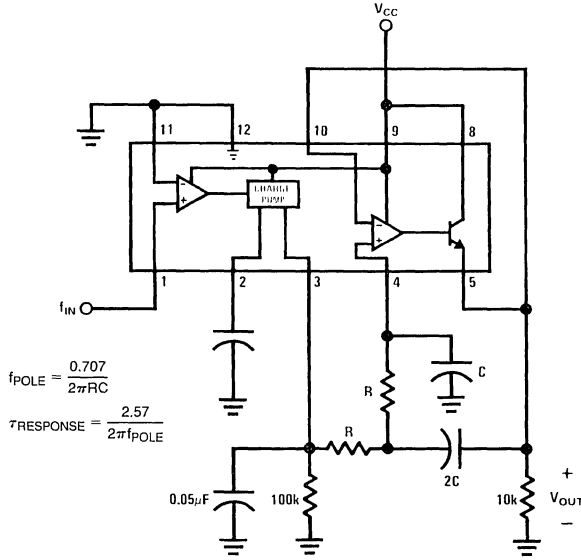 VCC
11
12
10
9
8
CHARGE
PUMP
-
+
-
+
1
2
3
4
5
fIN
C
R
fPOLE = 0.707 / 2πRC
τRESPONSE = 2.57 / 2πfPOLE
R
2C
0.05μF
100k
10k
+
VOUT
-